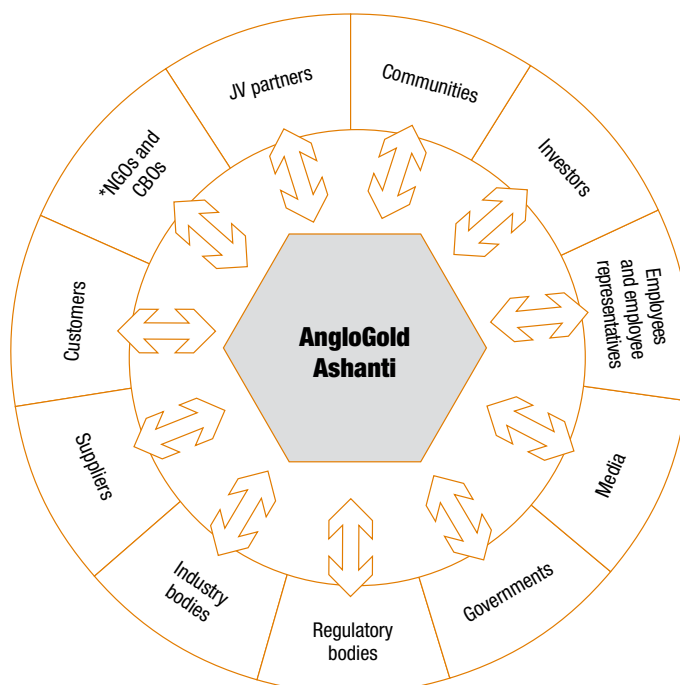 JV partners
Communities
Investors
Employees
and employee
representatives
Media
Governments
Regulatory
bodies
Industry
bodies
Suppliers
Customers
*NGOs and
CBOs
AngloGold
Ashanti